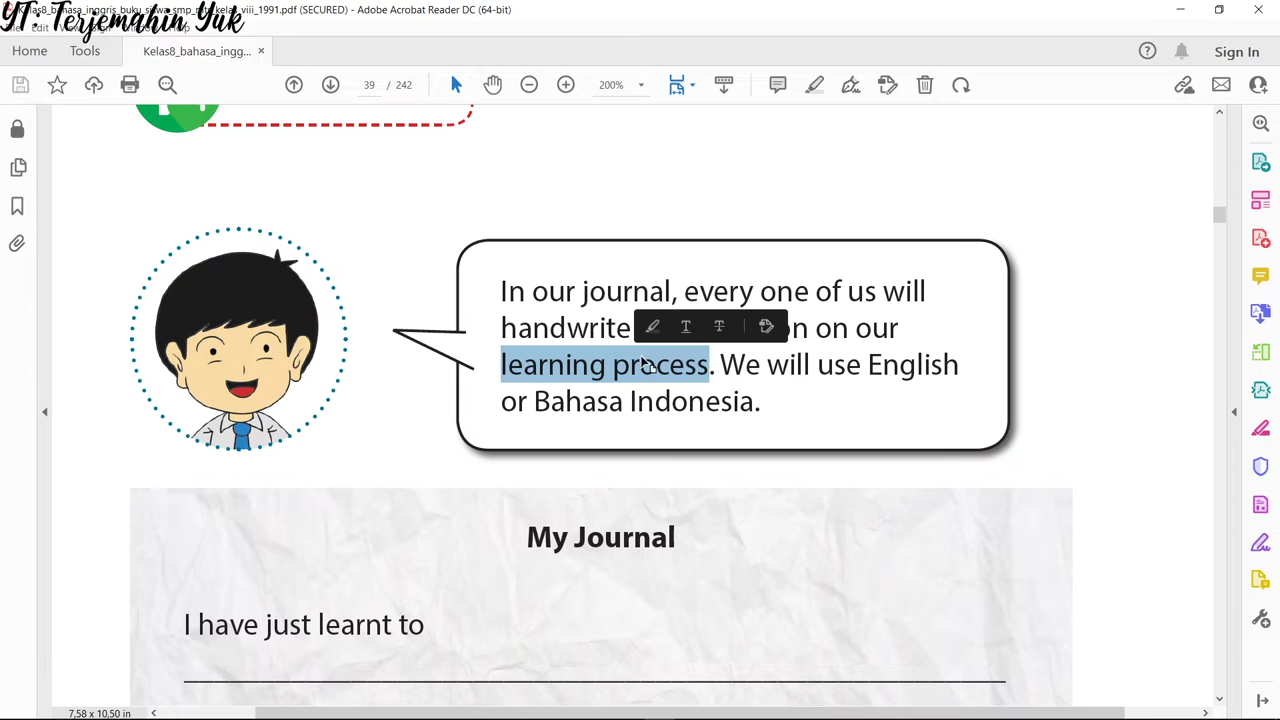 YT: Terjemahin Yuk
Kelas8_bahasa_inggris_buku_siswa_smp_mts_kelas_viii_1991.pdf (SECURED) - Adobe Acrobat Reader DC (64-bit)
Home Tools Kelas8_bahasa_ingg... × Sign In
39 / 242 200%
In our journal, every one of us will
handwrite on on our
learning process. We will use English
or Bahasa Indonesia.
My Journal
I have just learnt to
7,58 x 10,50 in